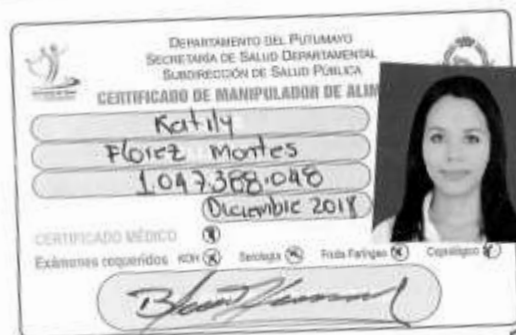 DEPARTAMENTO DEL PUTUMAYO
SECRETARÍA DE SALUD DEPARTAMENTAL
SUBDIRECCIÓN DE SALUD PÚBLICA
CERTIFICADO DE MANIPULADOR DE ALIM
Katily
Florez Montes
1.047.388.048
Diciembre 2018
CERTIFICADO MÉDICO
Exámenes requeridos KOH Serología Frotis Faríngeo Coprológico